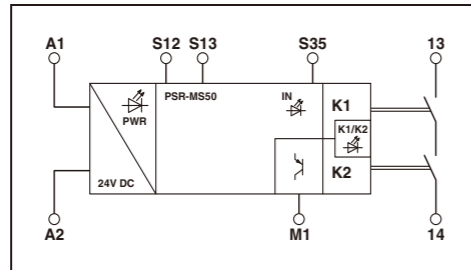 A1 S12 S13 S35 13
PSR-MS50 IN K1
PWR K1/K2
24V DC K2
A2 M1 14